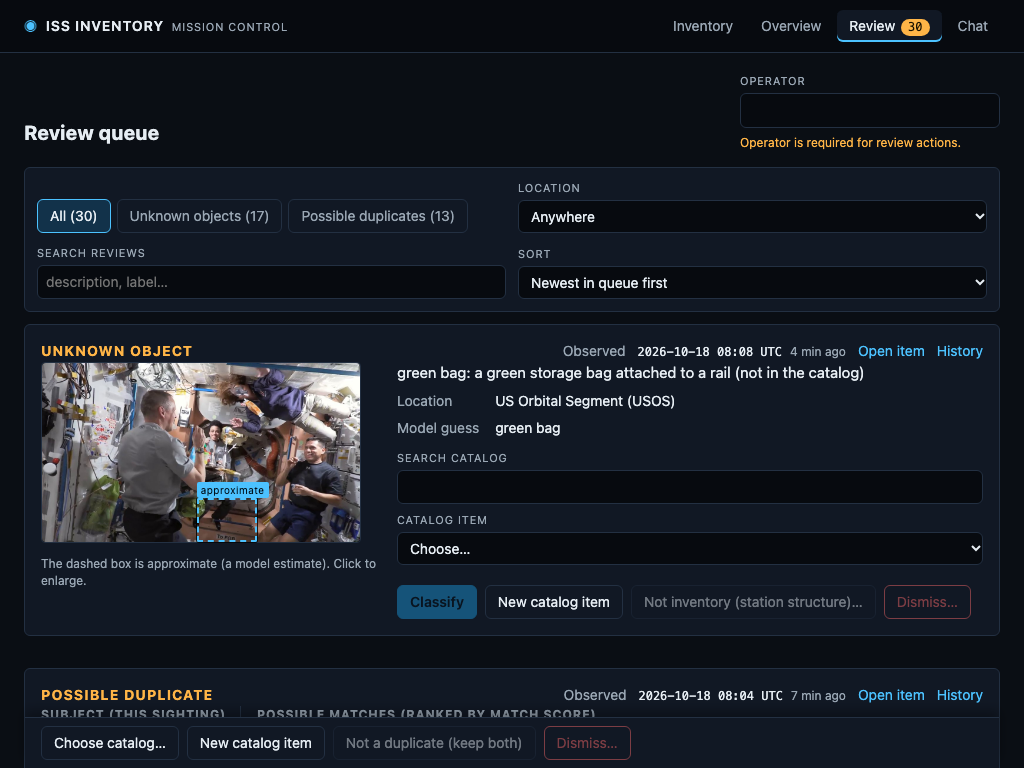 ISS INVENTORY MISSION CONTROL
Inventory Overview Review 30 Chat
OPERATOR
Review queue
Operator is required for review actions.
All (30) Unknown objects (17) Possible duplicates (13)
LOCATION
Anywhere
SEARCH REVIEWS
description, label...
SORT
Newest in queue first
UNKNOWN OBJECT
Observed 2026-10-18 08:08 UTC 4 min ago Open item History
approximate
The dashed box is approximate (a model estimate). Click to
enlarge.
green bag: a green storage bag attached to a rail (not in the catalog)
Location US Orbital Segment (USOS)
Model guess green bag
SEARCH CATALOG
CATALOG ITEM
Choose...
Classify New catalog item Not inventory (station structure)... Dismiss...
POSSIBLE DUPLICATE
Observed 2026-10-18 08:04 UTC 7 min ago Open item History
SUBJECT (THIS SIGHTING) POSSIBLE MATCHES (RANKED BY MATCH SCORE)
Choose catalog... New catalog item Not a duplicate (keep both) Dismiss...